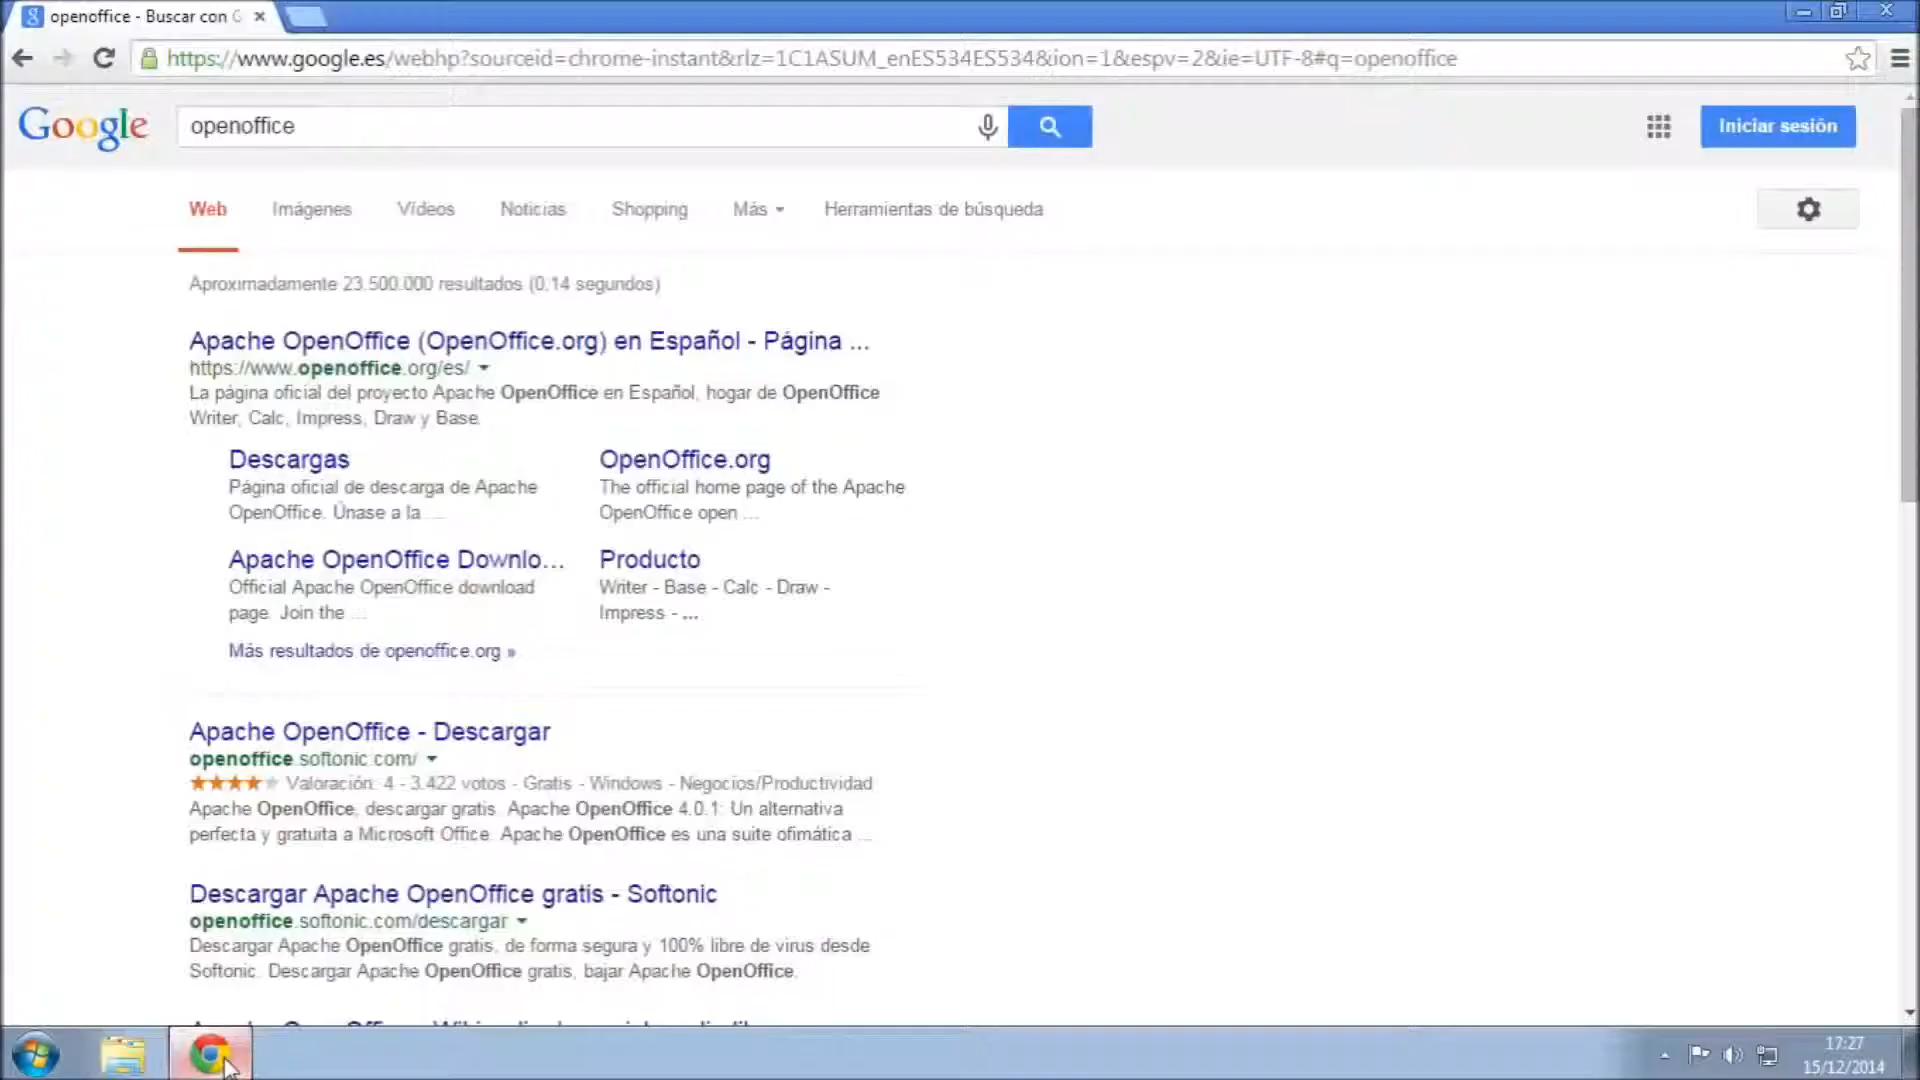 openoffice - Buscar con G
https://www.google.es/webhp?sourceid=chrome-instant&rlz=1C1ASUM_enES534ES534&ion=1&espv=2&ie=UTF-8#q=openoffice
Google
openoffice
Iniciar sesión
Web Imágenes Vídeos Noticias Shopping Más Herramientas de búsqueda
Aproximadamente 23.500.000 resultados (0,14 segundos)
Apache OpenOffice (OpenOffice.org) en Español - Página ...
https://www.openoffice.org/es/
La página oficial del proyecto Apache OpenOffice en Español, hogar de OpenOffice
Writer, Calc, Impress, Draw y Base.
Descargas
Página oficial de descarga de Apache
OpenOffice. Únase a la ...
OpenOffice.org
The official home page of the Apache
OpenOffice open ...
Apache OpenOffice Downlo...
Official Apache OpenOffice download
page. Join the ...
Producto
Writer - Base - Calc - Draw -
Impress - ...
Más resultados de openoffice.org »
Apache OpenOffice - Descargar
openoffice.softonic.com/
Valoración: 4 - 3.422 votos - Gratis - Windows - Negocios/Productividad
Apache OpenOffice, descargar gratis. Apache OpenOffice 4.0.1: Un alternativa
perfecta y gratuita a Microsoft Office. Apache OpenOffice es una suite ofimática ...
Descargar Apache OpenOffice gratis - Softonic
openoffice.softonic.com/descargar
Descargar Apache OpenOffice gratis, de forma segura y 100% libre de virus desde
Softonic. Descargar Apache OpenOffice gratis, bajar Apache OpenOffice.
17:27
15/12/2014